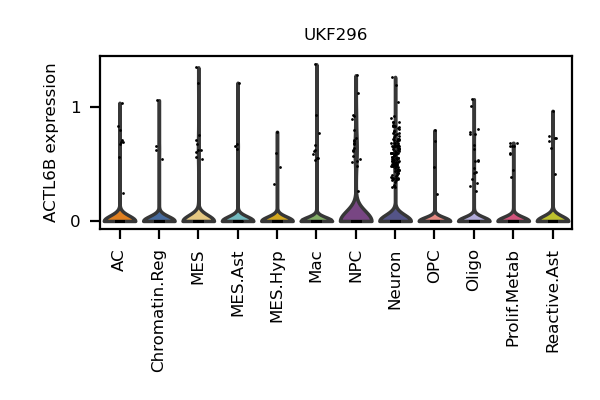 UKF296
ACTL6B expression
1
0
AC
Chromatin.Reg
MES
MES.Ast
MES.Hyp
Mac
NPC
Neuron
OPC
Oligo
Prolif.Metab
Reactive.Ast